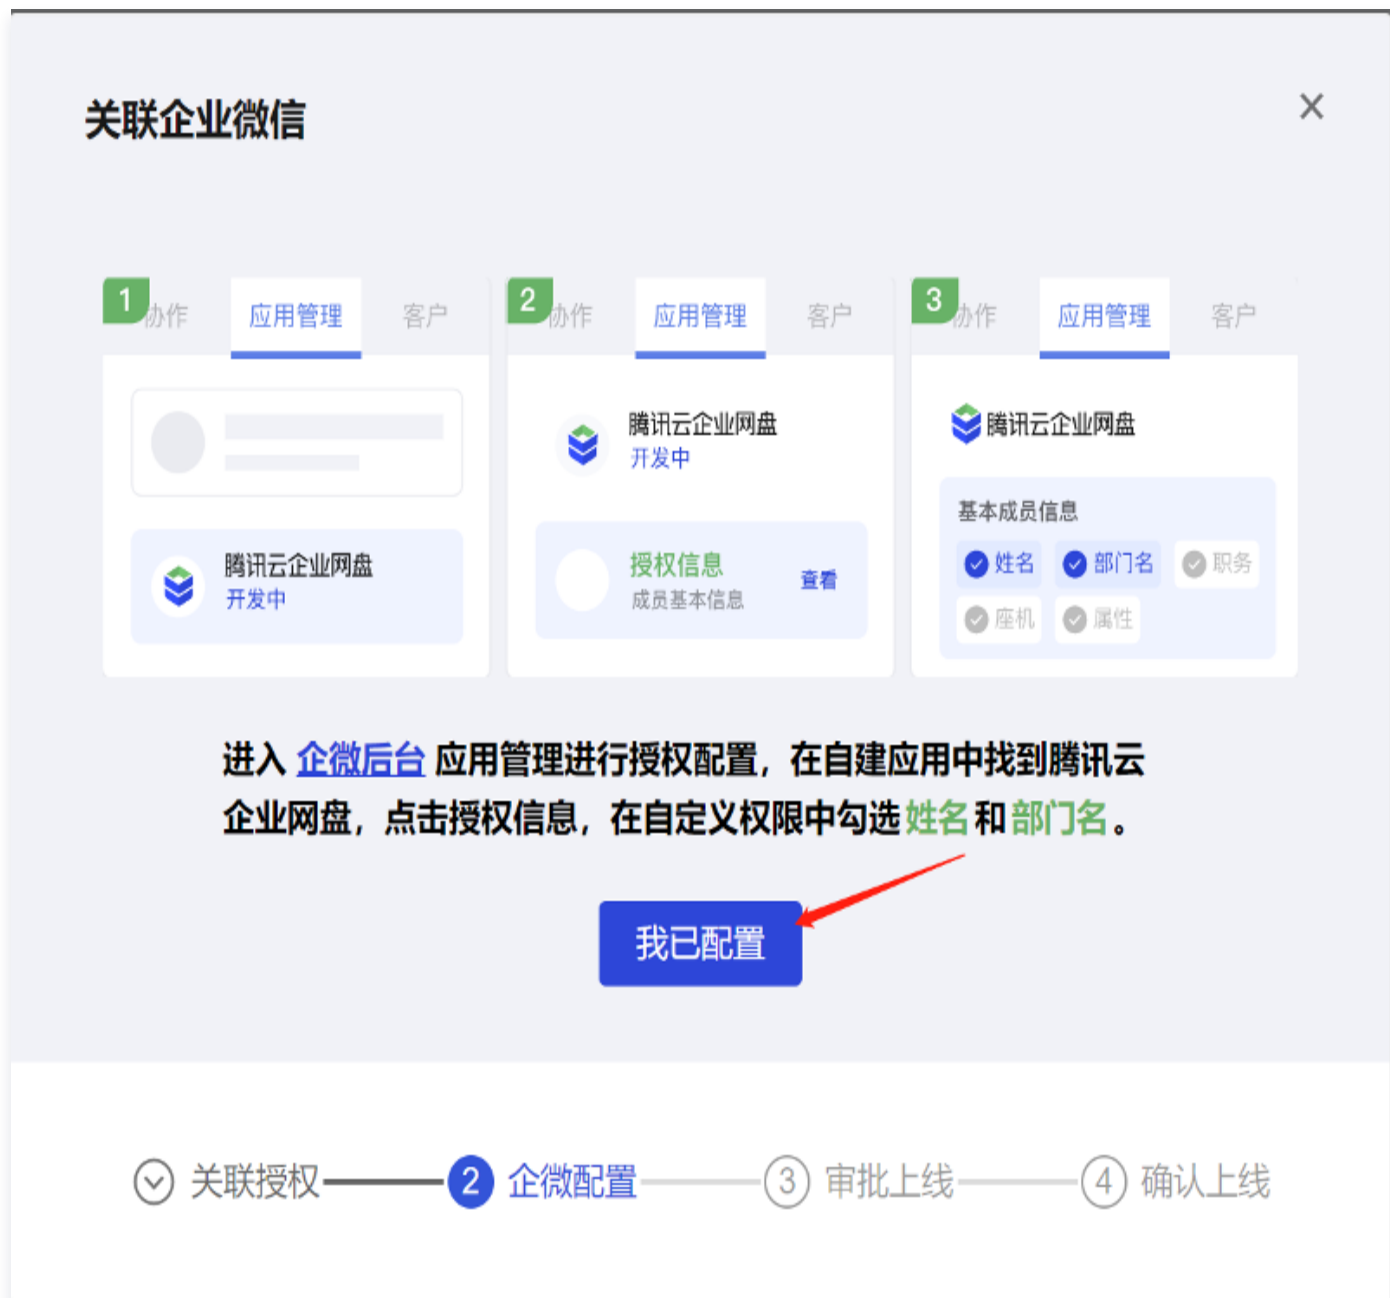 关联企业微信
1
协作
应用管理
客户
腾讯云企业网盘
开发中
2
协作
应用管理
客户
腾讯云企业网盘
开发中
授权信息
成员基本信息
查看
3
协作
应用管理
客户
腾讯云企业网盘
基本成员信息
姓名
部门名
职务
座机
属性
进入 企微后台 应用管理进行授权配置，在自建应用中找到腾讯云
企业网盘，点击授权信息，在自定义权限中勾选 姓名 和 部门名 。
我已配置
关联授权
2 企微配置
3 审批上线
4 确认上线